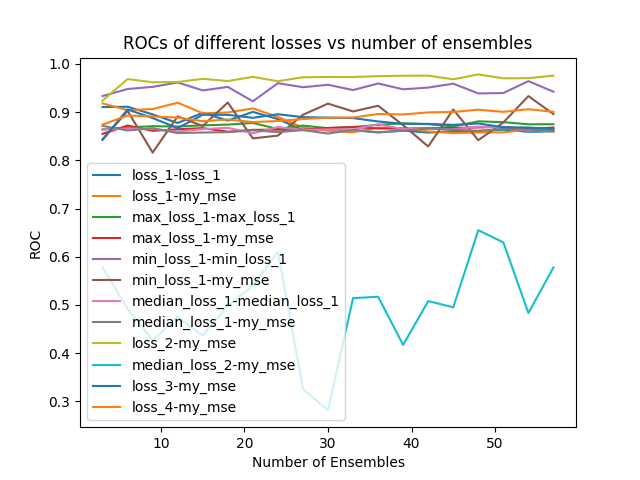 ROCs of different losses vs number of ensembles
1.0
0.9
0.8
0.7
0.6
0.5
0.4
0.3
ROC
loss_1-loss_1
loss_1-my_mse
max_loss_1-max_loss_1
max_loss_1-my_mse
min_loss_1-min_loss_1
min_loss_1-my_mse
median_loss_1-median_loss_1
median_loss_1-my_mse
loss_2-my_mse
median_loss_2-my_mse
loss_3-my_mse
loss_4-my_mse
10 20 30 40 50
Number of Ensembles